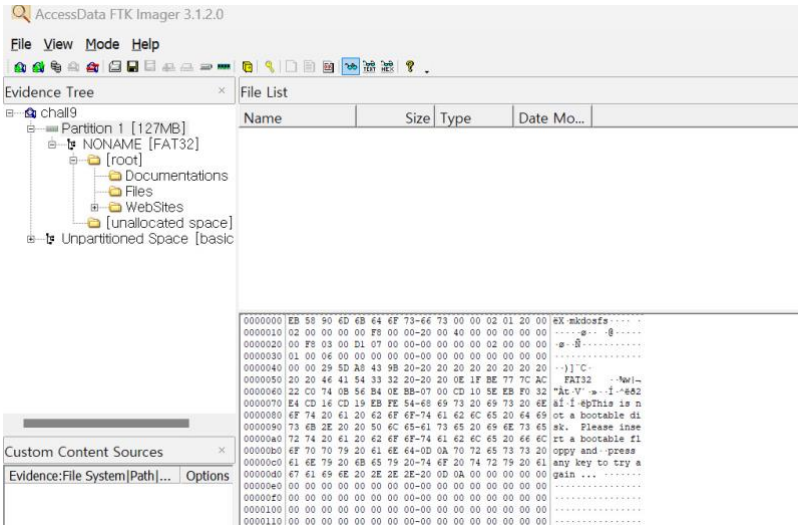 AccessData FTK Imager 3.1.2.0
File View Mode Help
Evidence Tree
File List
chall9
Partition 1 [127MB]
NONAME [FAT32]
[root]
Documentations
Files
WebSites
[unallocated space]
Unpartitioned Space [basic
Name Size Type Date Mo...
0000000 EB 58 90 6D 6B 64 6F 73-66 73 00 00 02 01 20 00 ëX·mkdosfs···· ·
0000010 02 00 00 00 00 F8 00 00-20 00 40 00 00 00 00 00 ·····ø·· ·@·····
0000020 00 F8 03 00 D1 07 00 00-00 00 00 00 02 00 00 00 ·ø··Ñ···········
0000030 01 00 06 00 00 00 00 00-00 00 00 00 00 00 00 00 ················
0000040 00 00 29 5D A8 43 9B 20-20 20 20 20 20 20 20 20 ··)]¨C·
0000050 20 20 46 41 54 33 32 20-20 20 0E 1F BE 77 7C AC FAT32 ··¾w|¬
0000060 22 C0 74 0B 56 B4 0E BB-07 00 CD 10 5E EB F0 32 "Àt·V´·»··Í·^ëð2
0000070 E4 CD 16 CD 19 EB FE 54-68 69 73 20 69 73 20 6E äÍ·Í·ëþThis is n
0000080 6F 74 20 61 20 62 6F 6F-74 61 62 6C 65 20 64 69 ot a bootable di
0000090 73 6B 2E 20 20 50 6C 65-61 73 65 20 69 6E 73 65 sk.  Please inse
00000a0 72 74 20 61 20 62 6F 6F-74 61 62 6C 65 20 66 6C rt a bootable fl
00000b0 6F 70 70 79 20 61 6E 64-0D 0A 70 72 65 73 73 20 oppy and··press
00000c0 61 6E 79 20 6B 65 79 20-74 6F 20 74 72 79 20 61 any key to try a
00000d0 67 61 69 6E 20 2E 2E 2E-20 0D 0A 00 00 00 00 00 gain ... ·······
00000e0 00 00 00 00 00 00 00 00-00 00 00 00 00 00 00 00 ················
00000f0 00 00 00 00 00 00 00 00-00 00 00 00 00 00 00 00 ················
0000100 00 00 00 00 00 00 00 00-00 00 00 00 00 00 00 00 ················
0000110 00 00 00 00 00 00 00 00-00 00 00 00 00 00 00 00 ················
Custom Content Sources
Evidence:File System|Path|... Options